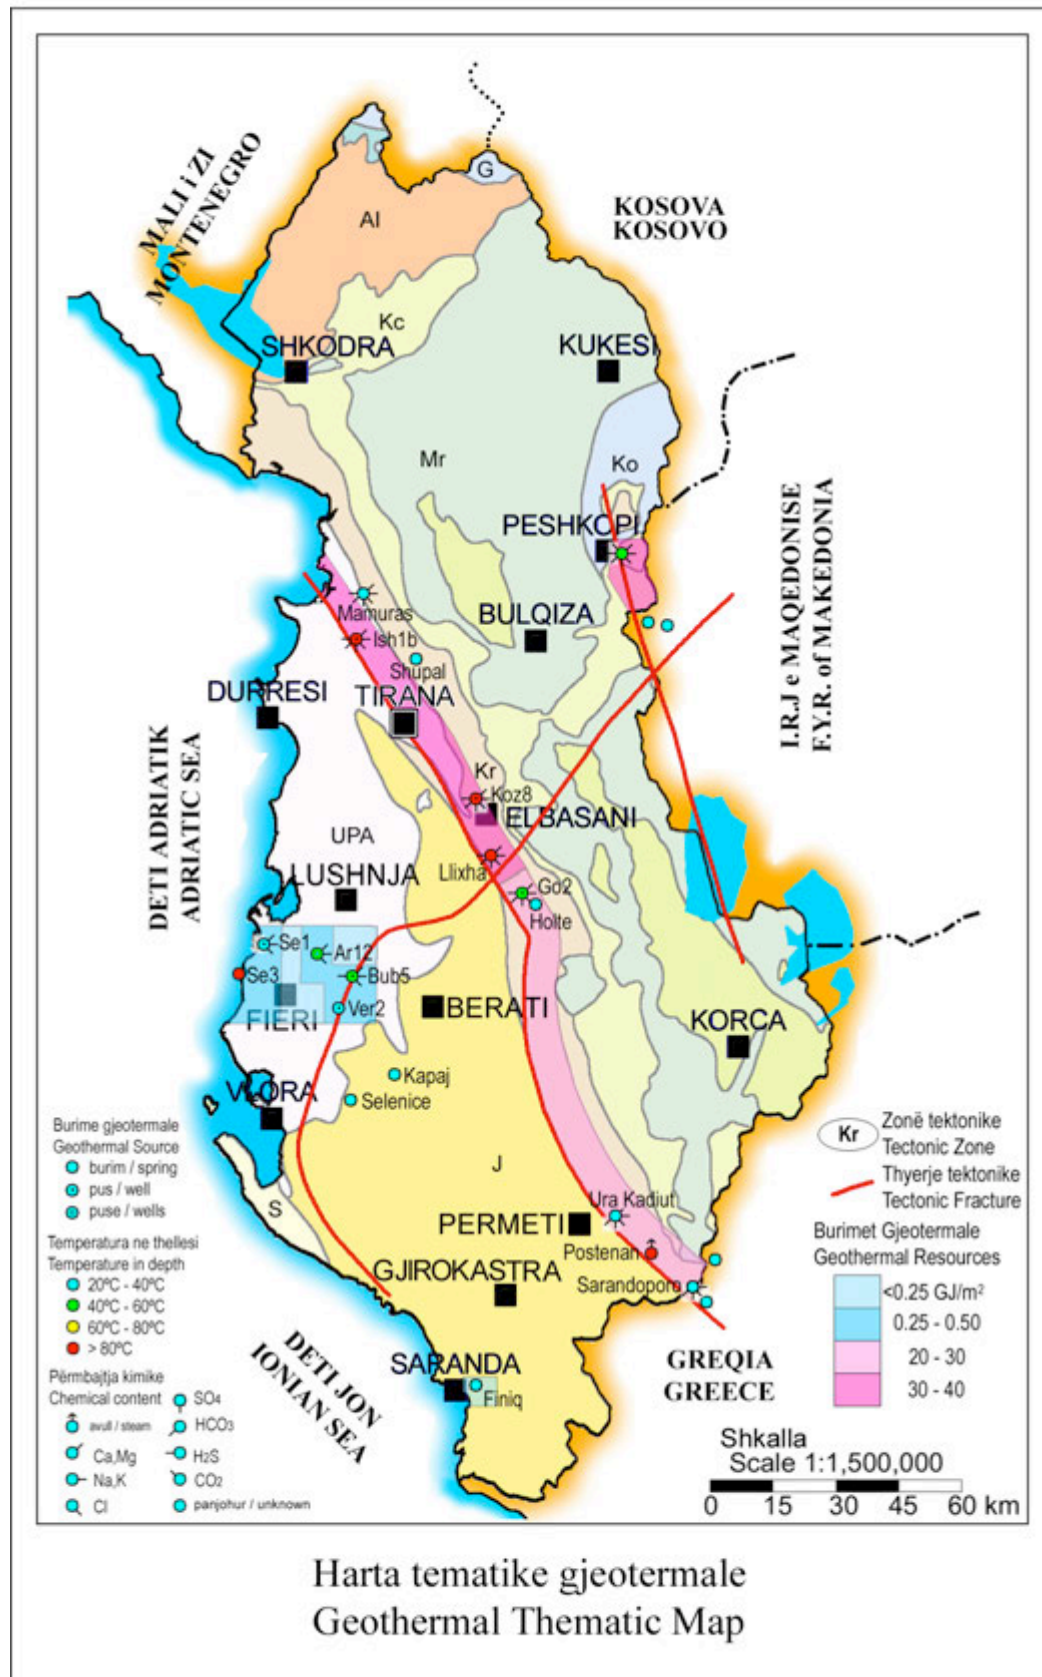 MALI i ZI
MONTENEGRO
KOSOVA
KOSOVO
G
Al
Kc
SHKODRA
KUKESI
Mr
Ko
PESHKOPI
I.R.J e MAQEDONISE
F.Y.R. of MAKEDONIA
Mamuras
Ish1b
BULQIZA
Shupal
DURRESI
TIRANA
DETI ADRIATIK
ADRIATIC SEA
Kr
Koz8
ELBASANI
UPA
LUSHNJA
Llixha
Go2
Holte
Se1
Ar12
Se3
Bub5
FIERI
Ver2
BERATI
KORCA
Kapaj
VLORA
Selenice
J
S
Ura Kadiut
PERMETI
Postenan
GJIROKASTRA
Sarandoporo
DETI JON
IONIAN SEA
SARANDA
Finiq
GREQIA
GREECE
Burime gjeotermale
Geothermal Source
burim / spring
pus / well
puse / wells
Temperatura ne thellesi
Temperature in depth
20ºC - 40ºC
40ºC - 60ºC
60ºC - 80ºC
> 80ºC
Përmbajtja kimike
Chemical content
avull / steam
Ca,Mg
Na,K
Cl
SO4
HCO3
H2S
CO2
panjohur / unknown
Kr
Zonë tektonike
Tectonic Zone
Thyerje tektonike
Tectonic Fracture
Burimet Gjeotermale
Geothermal Resources
<0.25 GJ/m²
0.25 - 0.50
20 - 30
30 - 40
Shkalla
Scale 1:1,500,000
0 15 30 45 60 km
Harta tematike gjeotermale
Geothermal Thematic Map